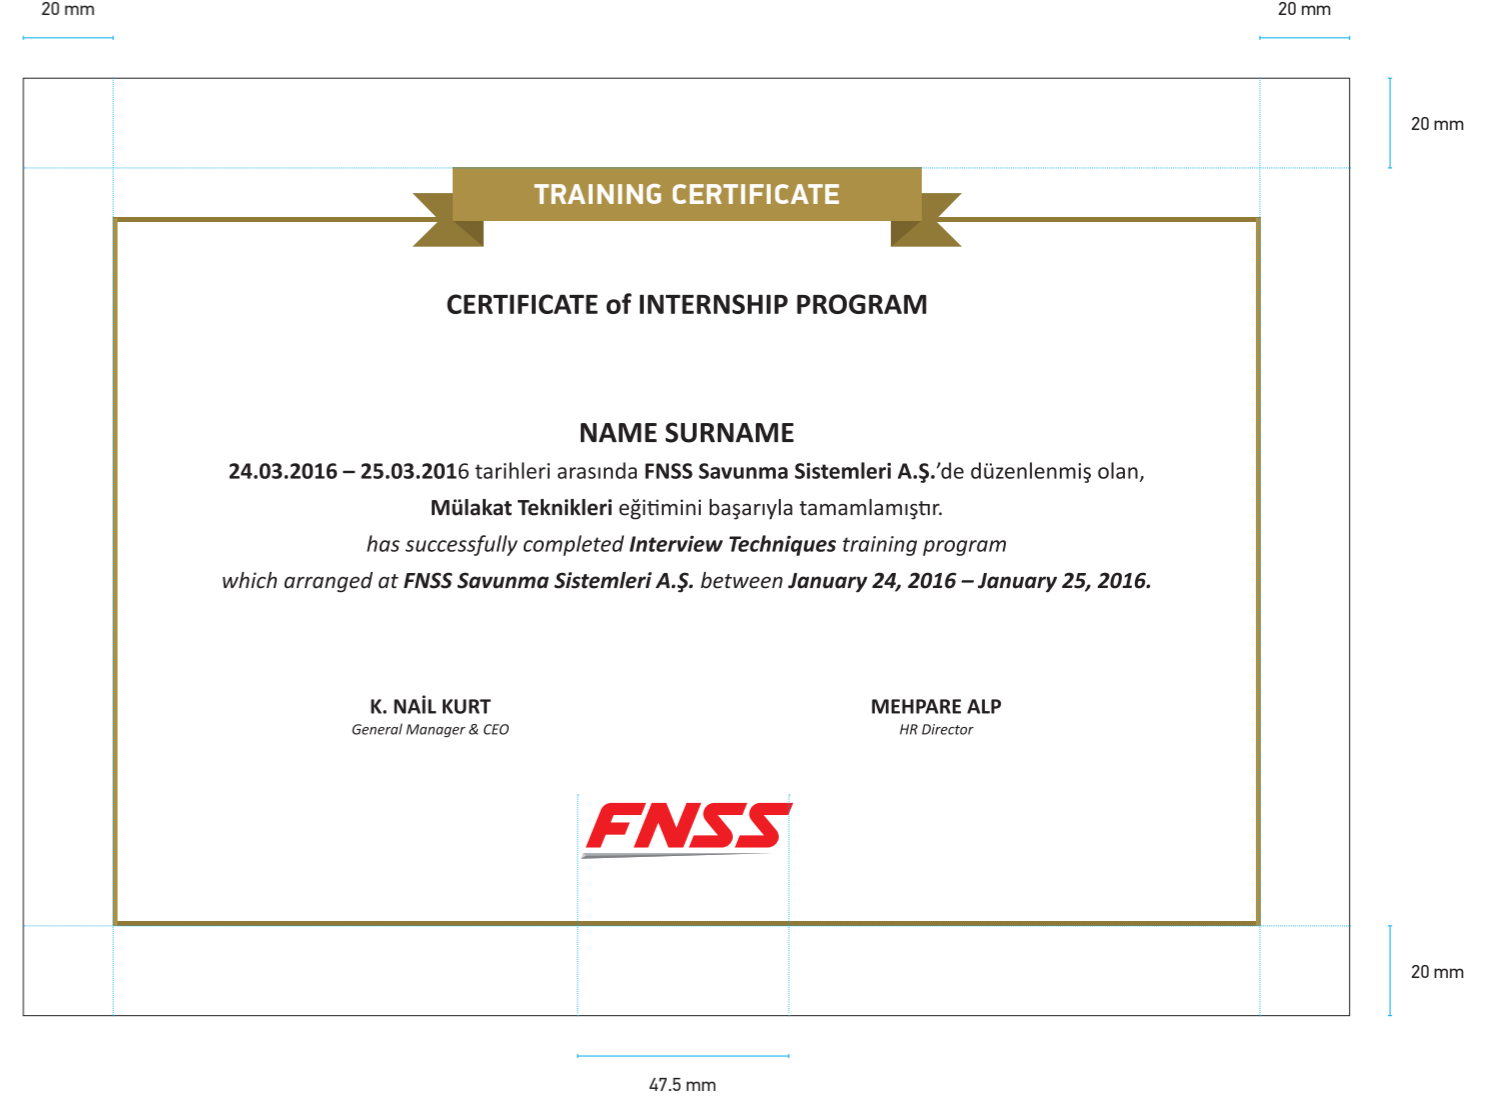 20 mm
20 mm
20 mm
TRAINING CERTIFICATE
CERTIFICATE of INTERNSHIP PROGRAM
NAME SURNAME
24.03.2016 – 25.03.2016 tarihleri arasında FNSS Savunma Sistemleri A.Ş.’de düzenlenmiş olan,
Mülakat Teknikleri eğitimini başarıyla tamamlamıştır.
has successfully completed Interview Techniques training program
which arranged at FNSS Savunma Sistemleri A.Ş. between January 24, 2016 – January 25, 2016.
K. NAİL KURT
General Manager & CEO
MEHPARE ALP
HR Director
FNSS
20 mm
47.5 mm